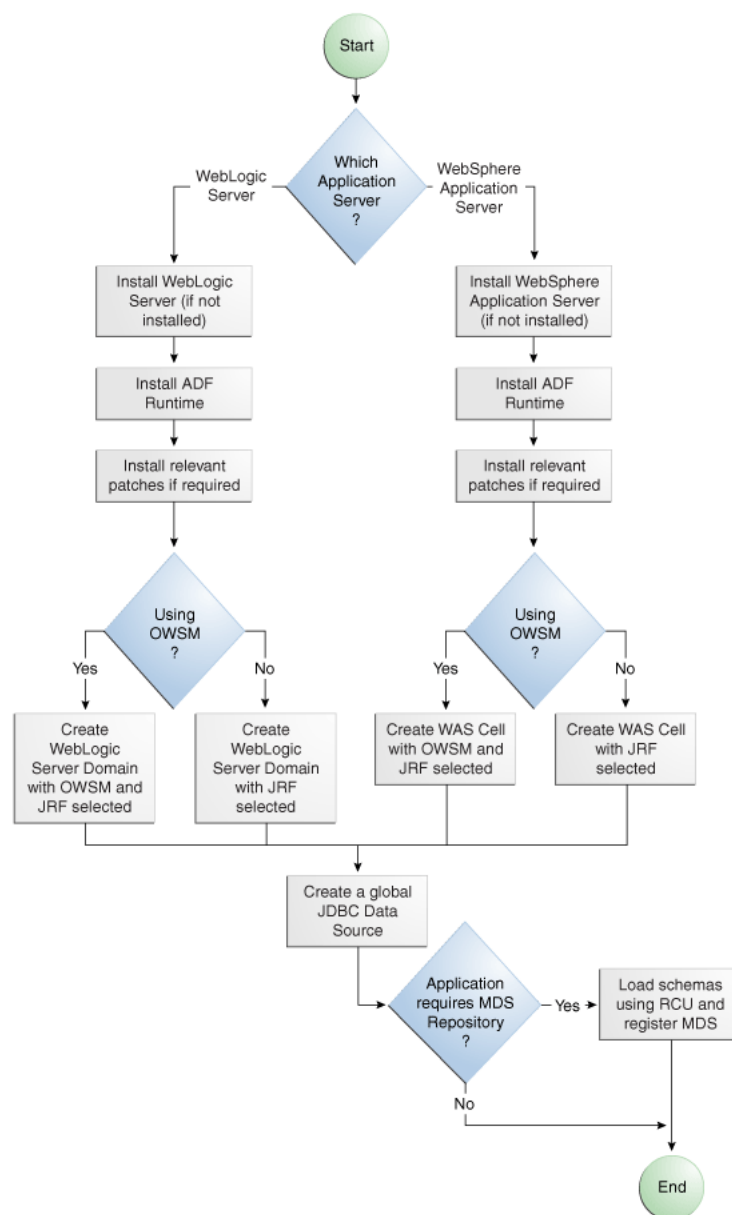 Start
Which
Application
Server
?
WebLogic
Server
WebSphere
Application
Server
Install WebLogic
Server (if not
installed)
Install WebSphere
Application Server
(if not installed)
Install ADF
Runtime
Install ADF
Runtime
Install relevant
patches if required
Install relevant
patches if required
Using
OWSM
?
Using
OWSM
?
Yes
No
Yes
No
Create
WebLogic
Server Domain
with OWSM and
JRF selected
Create
WebLogic
Server Domain
with JRF
selected
Create WAS Cell
with OWSM and
JRF selected
Create WAS Cell
with JRF
selected
Create a global
JDBC Data
Source
Application
requires MDS
Repository
?
Yes
Load schemas
using RCU and
register MDS
No
End